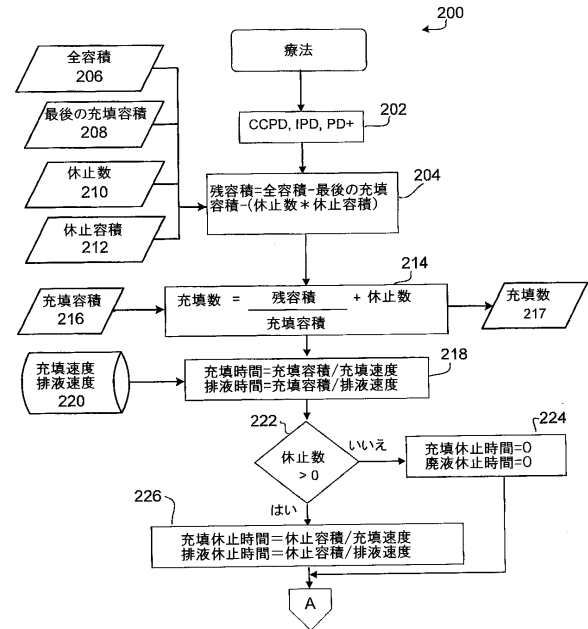 200
療法
全容積
206
CCPD, IPD, PD+
202
最後の充填容積
208
休止数
210
休止容積
212
残容積=全容積-最後の充填
容積-(休止数*休止容積)
204
充填容積
216
充填数 = 残容積 + 休止数
充填容積
214
充填数
217
充填速度
排液速度
220
充填時間=充填容積/充填速度
排液時間=充填容積/排液速度
218
222
休止数
> 0
いいえ
はい
224
充填休止時間=0
廃液休止時間=0
226
充填休止時間=休止容積/充填速度
排液休止時間=休止容積/排液速度
A